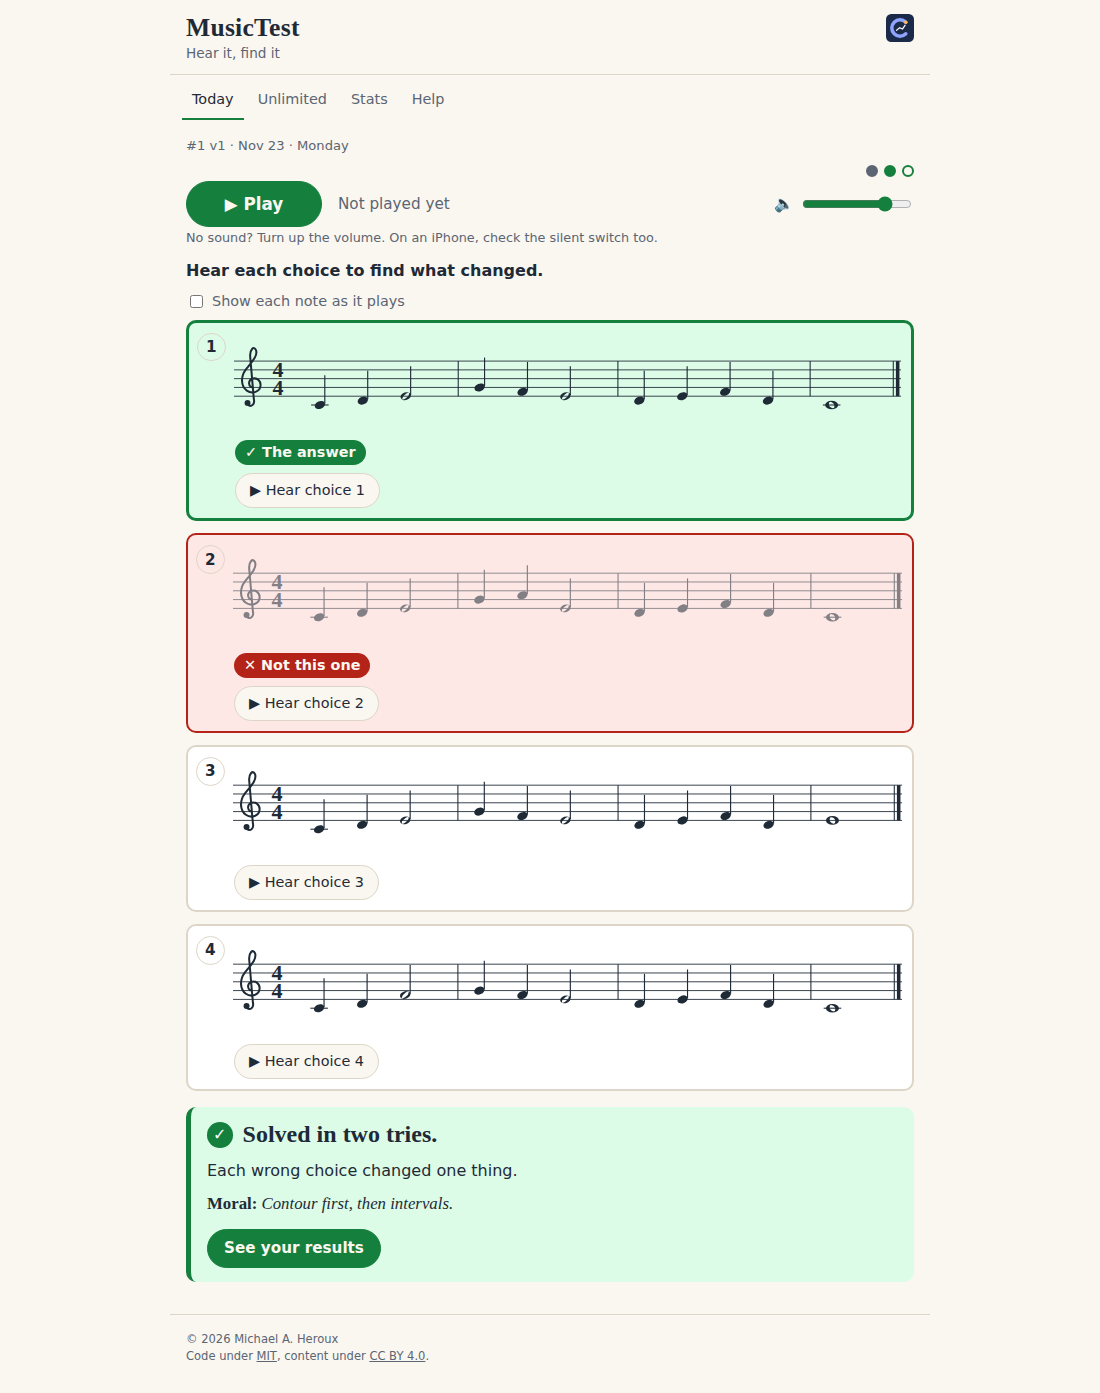 MusicTest
Hear it, find it
Today Unlimited Stats Help
#1 v1 · Nov 23 · Monday
▶ Play Not played yet
No sound? Turn up the volume. On an iPhone, check the silent switch too.
Hear each choice to find what changed.
Show each note as it plays
1
4
4
✓ The answer
▶ Hear choice 1
2
4
4
✕ Not this one
▶ Hear choice 2
3
4
4
▶ Hear choice 3
4
4
4
▶ Hear choice 4
✓ Solved in two tries.
Each wrong choice changed one thing.
Moral: Contour first, then intervals.
See your results
© 2026 Michael A. Heroux
Code under MIT, content under CC BY 4.0.